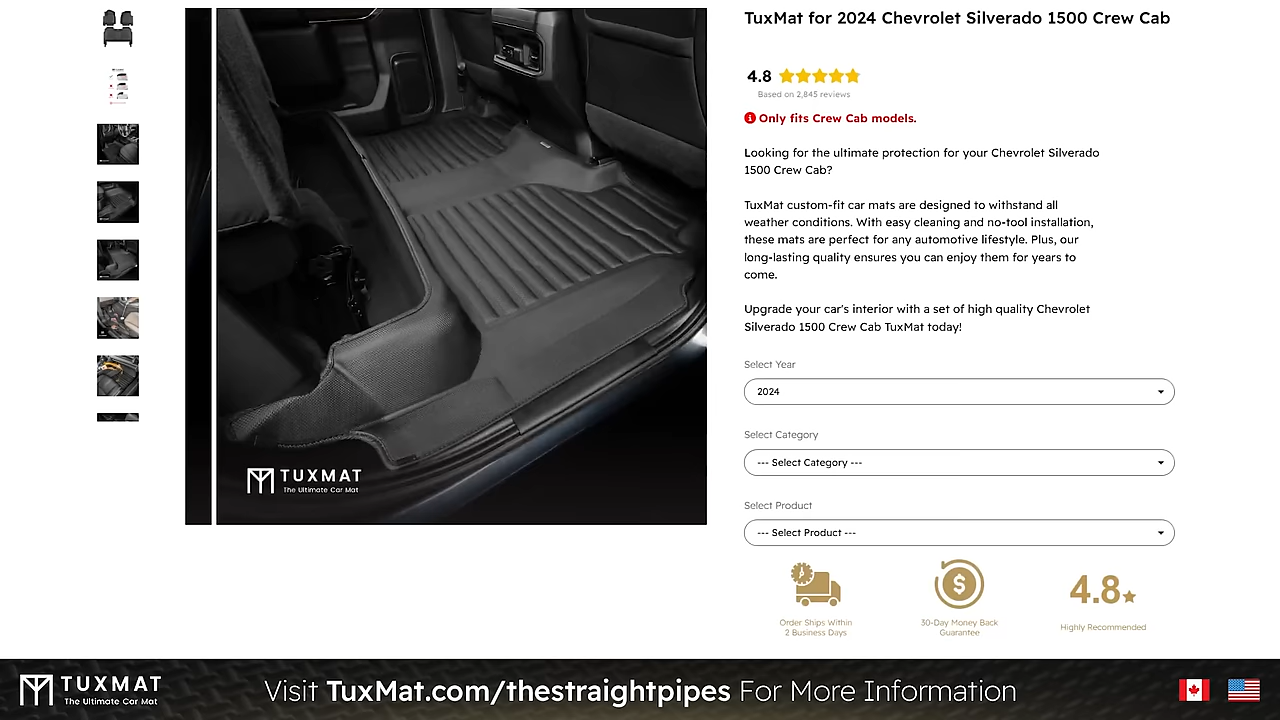 TuxMat for 2024 Chevrolet Silverado 1500 Crew Cab
4.8
Based on 2,845 reviews
Only fits Crew Cab models.
Looking for the ultimate protection for your Chevrolet Silverado
1500 Crew Cab?
TuxMat custom-fit car mats are designed to withstand all
weather conditions. With easy cleaning and no-tool installation,
these mats are perfect for any automotive lifestyle. Plus, our
long-lasting quality ensures you can enjoy them for years to
come.
Upgrade your car's interior with a set of high quality Chevrolet
Silverado 1500 Crew Cab TuxMat today!
Select Year
2024
Select Category
--- Select Category ---
Select Product
--- Select Product ---
Order Ships Within
2 Business Days
$
30-Day Money Back
Guarantee
4.8
Highly Recommended
TUXMAT
The Ultimate Car Mat
TUXMAT
The Ultimate Car Mat
Visit TuxMat.com/thestraightpipes For More Information